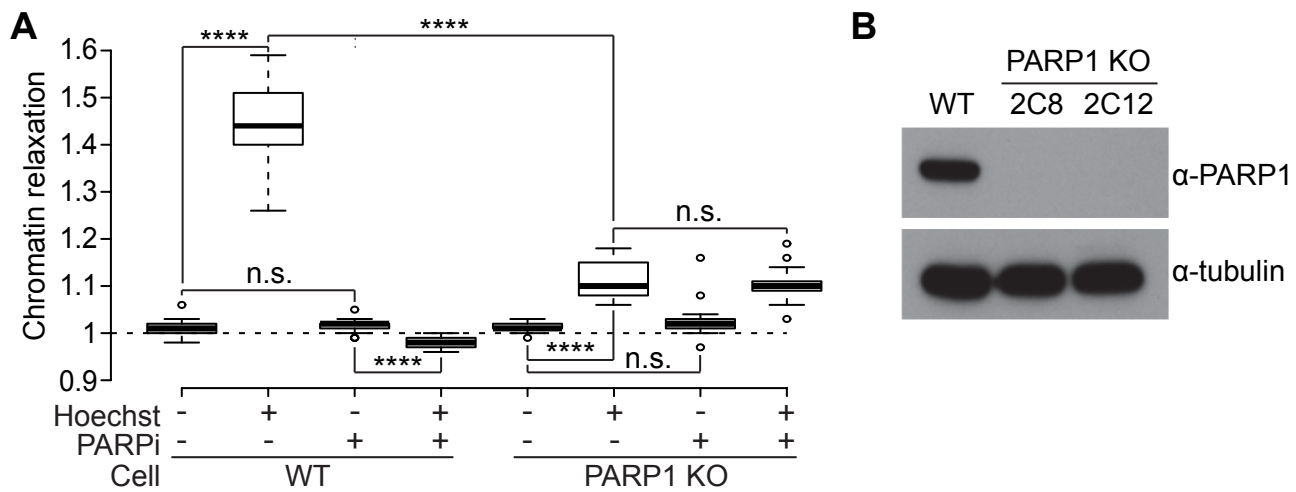 A
****
****
1.6
1.5
1.4
1.3
1.2
1.1
1
0.9
Chromatin relaxation
n.s.
n.s.
****
****
n.s.
Hoechst - + - + - + - +
PARPi - - + + - - + +
Cell WT PARP1 KO
B
PARP1 KO
WT 2C8 2C12
α-PARP1
α-tubulin